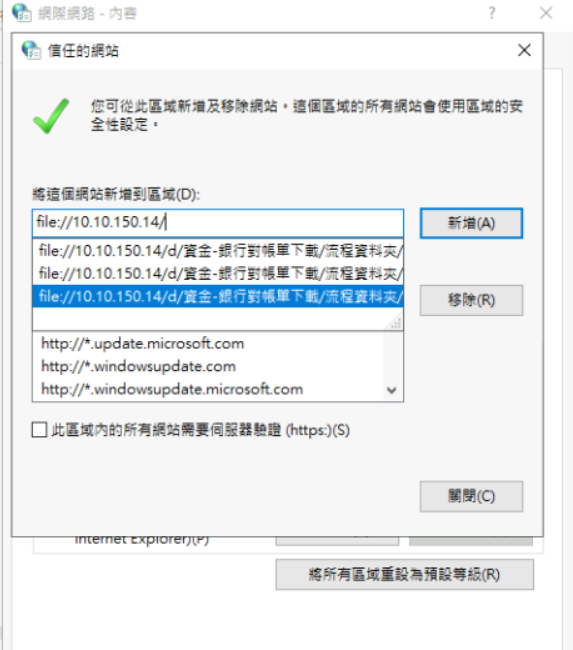 網際網路 - 內容
信任的網站
您可從此區域新增及移除網站。這個區域的所有網站會使用區域的安
全性設定。
將這個網站新增到區域(D):
file://10.10.150.14/
新增(A)
file://10.10.150.14/d/資金-銀行對帳單下載/流程資料夾/
file://10.10.150.14/d/資金-銀行對帳單下載/流程資料夾/
file://10.10.150.14/d/資金-銀行對帳單下載/流程資料夾/
移除(R)
http://*.update.microsoft.com
http://*.windowsupdate.com
http://*.windowsupdate.microsoft.com
此區域內的所有網站需要伺服器驗證 (https:)(S)
關閉(C)
Internet Explorer)(P)
將所有區域重設為預設等級(R)